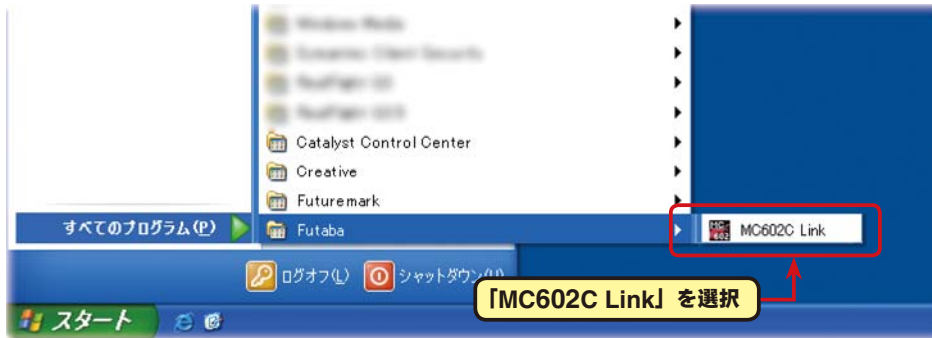 Catalyst Control Center
Creative
Futuremark
すべてのプログラム(P)
Futaba
MC602C Link
ログオフ(L)
シャットダウン(U)
「MC602C Link」を選択
スタート